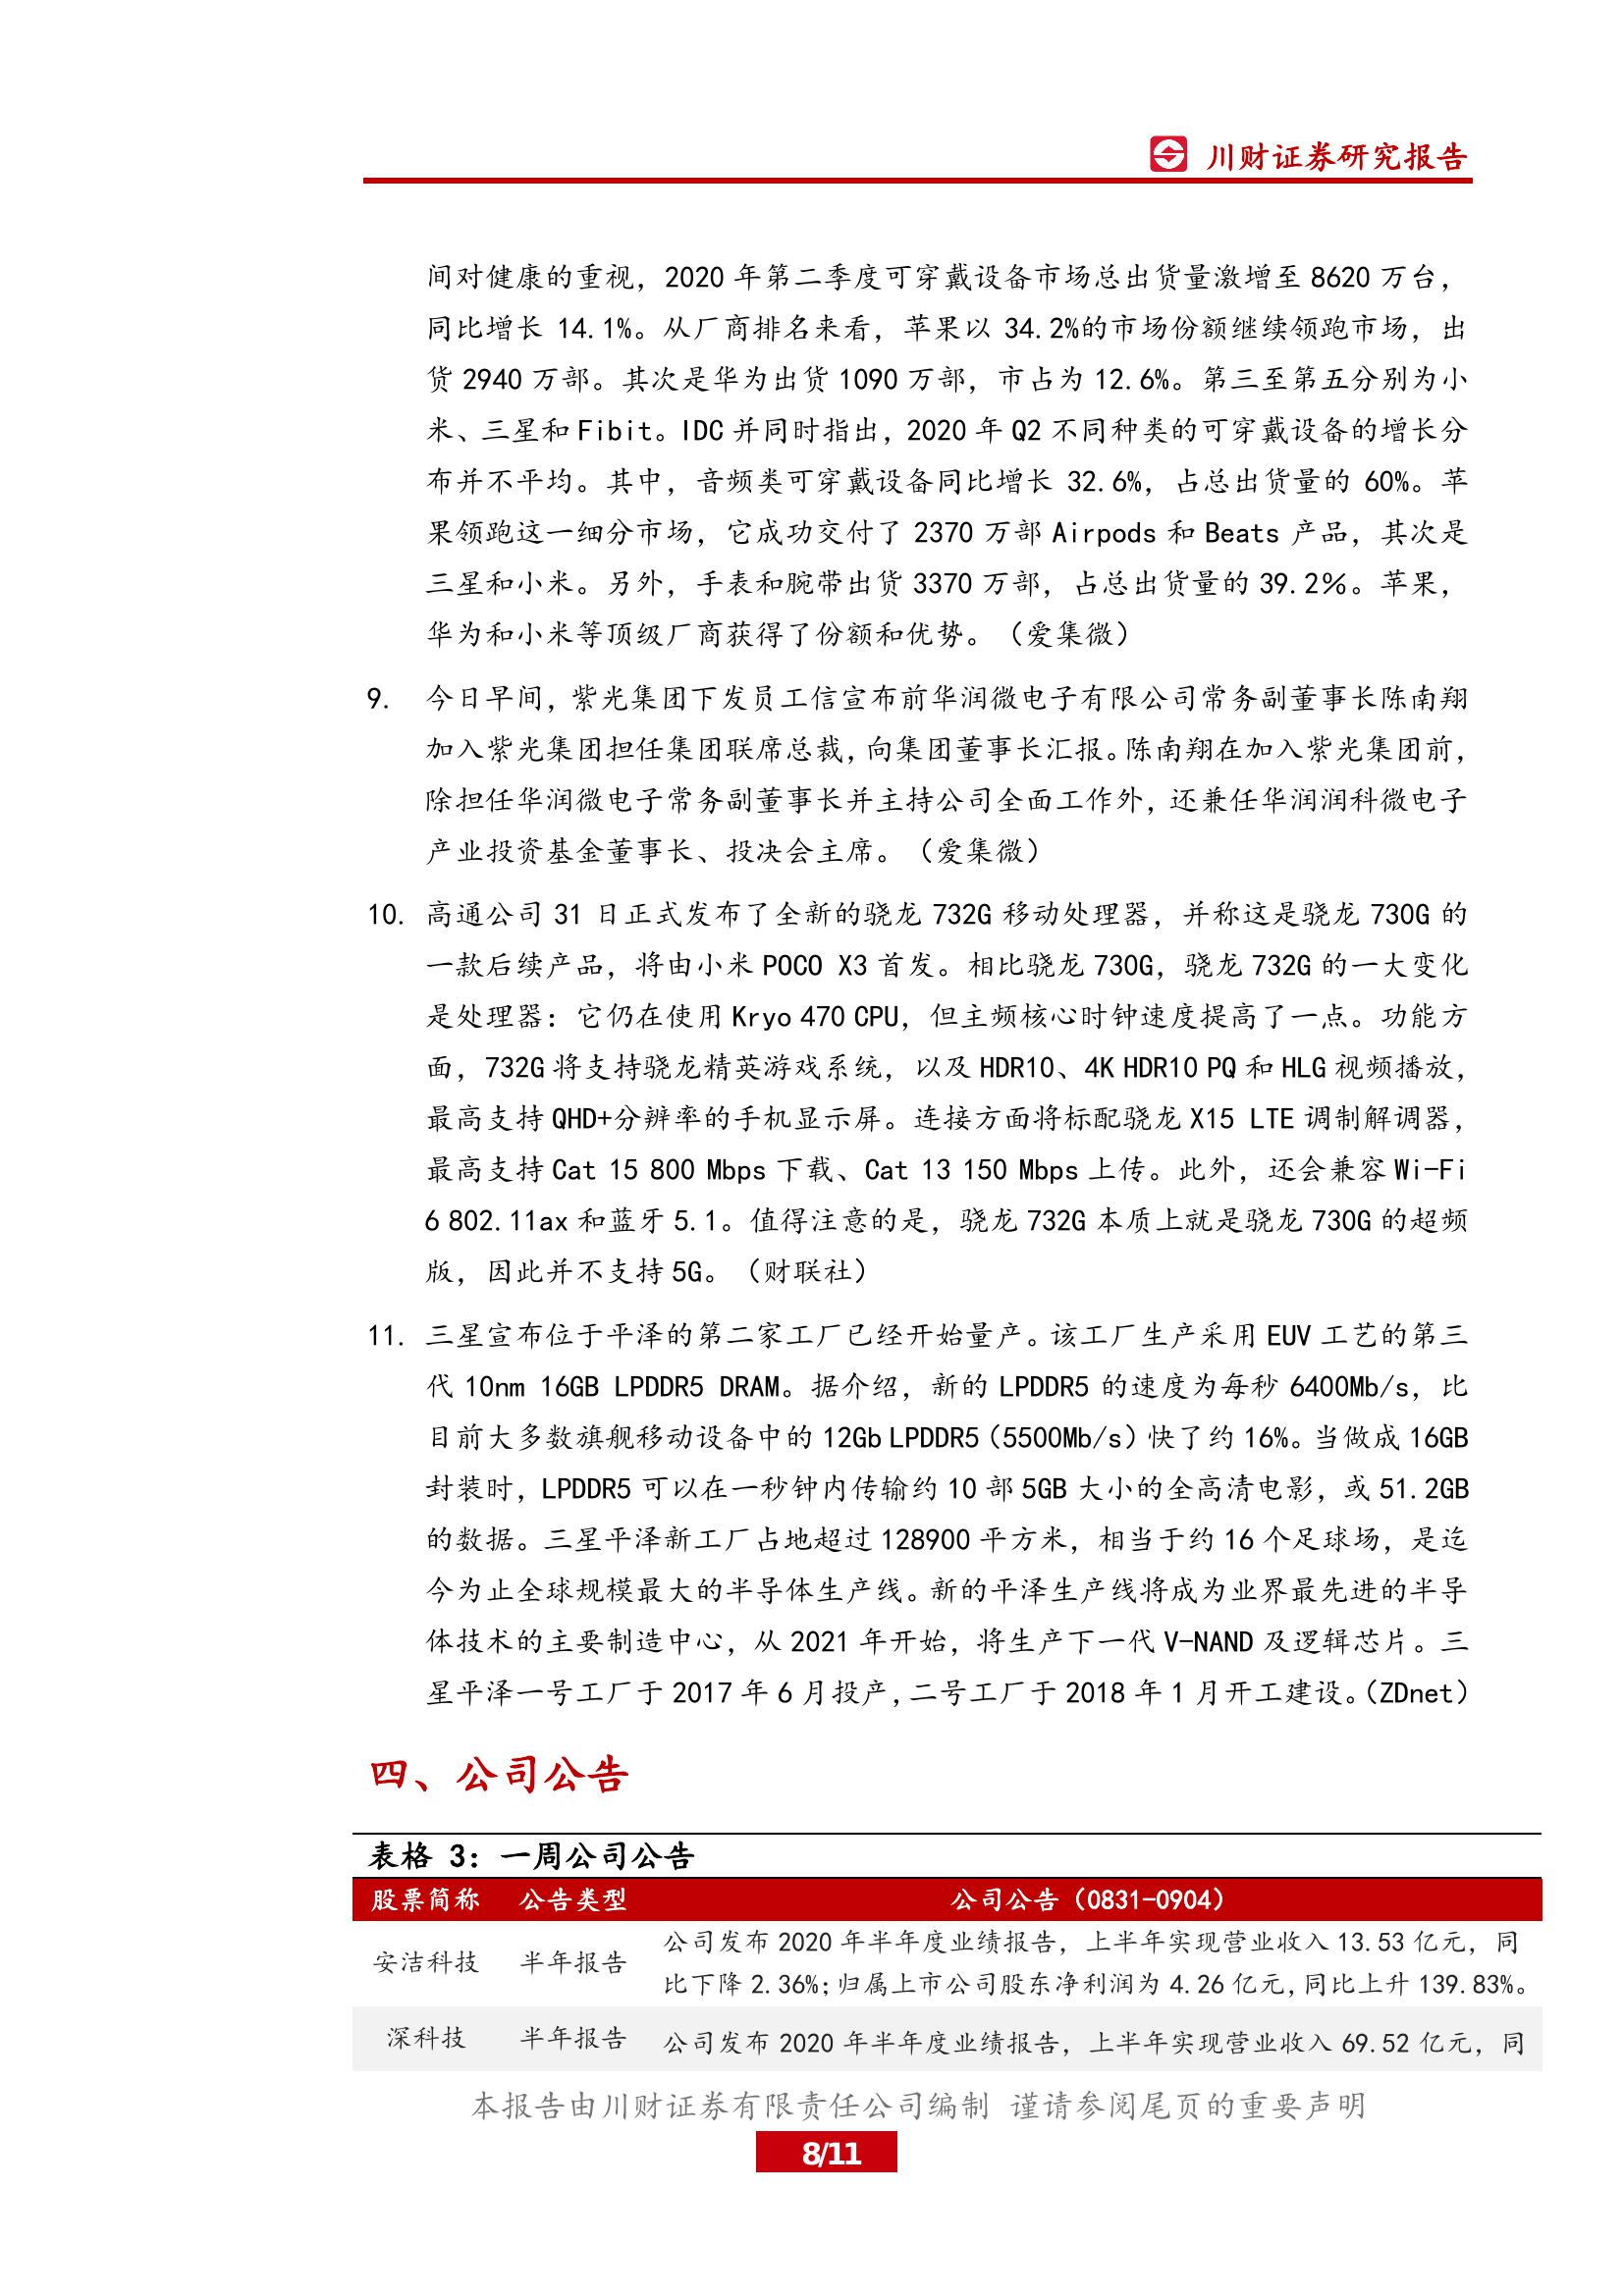 川财证券研究报告
间对健康的重视，2020 年第二季度可穿戴设备市场总出货量激增至 8620 万台，
同比增长 14.1%。从厂商排名来看，苹果以 34.2%的市场份额继续领跑市场，出
货 2940 万部。其次是华为出货 1090 万部，市占为 12.6%。第三至第五分别为小
米、三星和 Fibit。IDC 并同时指出，2020 年 Q2 不同种类的可穿戴设备的增长分
布并不平均。其中，音频类可穿戴设备同比增长 32.6%，占总出货量的 60%。苹
果领跑这一细分市场，它成功交付了 2370 万部 Airpods 和 Beats 产品，其次是
三星和小米。另外，手表和腕带出货 3370 万部，占总出货量的 39.2%。苹果，
华为和小米等顶级厂商获得了份额和优势。（爱集微）
9. 今日早间，紫光集团下发员工信宣布前华润微电子有限公司常务副董事长陈南翔
加入紫光集团担任集团联席总裁，向集团董事长汇报。陈南翔在加入紫光集团前，
除担任华润微电子常务副董事长并主持公司全面工作外，还兼任华润润科微电子
产业投资基金董事长、投决会主席。（爱集微）
10. 高通公司 31 日正式发布了全新的骁龙 732G 移动处理器，并称这是骁龙 730G 的
一款后续产品，将由小米 POCO X3 首发。相比骁龙 730G，骁龙 732G 的一大变化
是处理器：它仍在使用 Kryo 470 CPU，但主频核心时钟速度提高了一点。功能方
面，732G 将支持骁龙精英游戏系统，以及 HDR10、4K HDR10 PQ 和 HLG 视频播放，
最高支持 QHD+分辨率的手机显示屏。连接方面将标配骁龙 X15 LTE 调制解调器，
最高支持 Cat 15 800 Mbps 下载、Cat 13 150 Mbps 上传。此外，还会兼容 Wi-Fi
6 802.11ax 和蓝牙 5.1。值得注意的是，骁龙 732G 本质上就是骁龙 730G 的超频
版，因此并不支持 5G。（财联社）
11. 三星宣布位于平泽的第二家工厂已经开始量产。该工厂生产采用 EUV 工艺的第三
代 10nm 16GB LPDDR5 DRAM。据介绍，新的 LPDDR5 的速度为每秒 6400Mb/s，比
目前大多数旗舰移动设备中的 12Gb LPDDR5（5500Mb/s）快了约 16%。当做成 16GB
封装时，LPDDR5 可以在一秒钟内传输约 10 部 5GB 大小的全高清电影，或 51.2GB
的数据。三星平泽新工厂占地超过 128900 平方米，相当于约 16 个足球场，是迄
今为止全球规模最大的半导体生产线。新的平泽生产线将成为业界最先进的半导
体技术的主要制造中心，从 2021 年开始，将生产下一代 V-NAND 及逻辑芯片。三
星平泽一号工厂于 2017 年 6 月投产，二号工厂于 2018 年 1 月开工建设。（ZDnet）
四、公司公告
表格 3：一周公司公告
股票简称 公告类型 公司公告（0831-0904）
安洁科技 半年报告 公司发布 2020 年半年度业绩报告，上半年实现营业收入 13.53 亿元，同
比下降 2.36%；归属上市公司股东净利润为 4.26 亿元，同比上升 139.83%。
深科技 半年报告 公司发布 2020 年半年度业绩报告，上半年实现营业收入 69.52 亿元，同
本报告由川财证券有限责任公司编制 谨请参阅尾页的重要声明
8/11